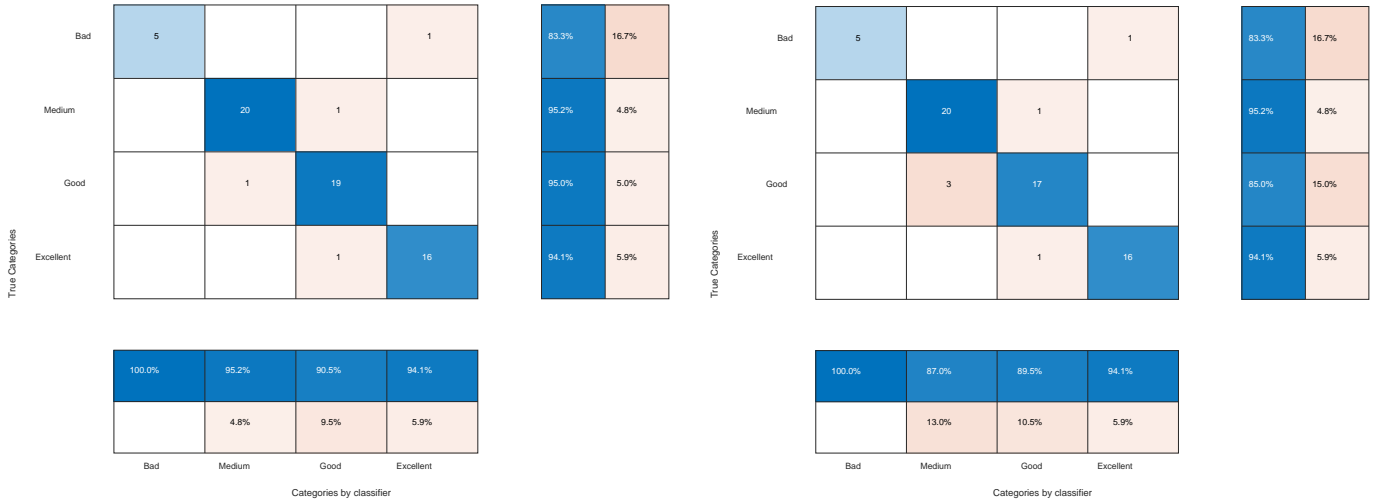 Bad
5
1
83.3%
16.7%
Medium
20
1
95.2%
4.8%
Good
1
19
95.0%
5.0%
Excellent
1
16
94.1%
5.9%
True Categories
100.0%
95.2%
90.5%
94.1%
4.8%
9.5%
5.9%
Bad
Medium
Good
Excellent
Categories by classifier
Bad
5
1
83.3%
16.7%
Medium
20
1
95.2%
4.8%
Good
3
17
85.0%
15.0%
Excellent
1
16
94.1%
5.9%
True Categories
100.0%
87.0%
89.5%
94.1%
13.0%
10.5%
5.9%
Bad
Medium
Good
Excellent
Categories by classifier